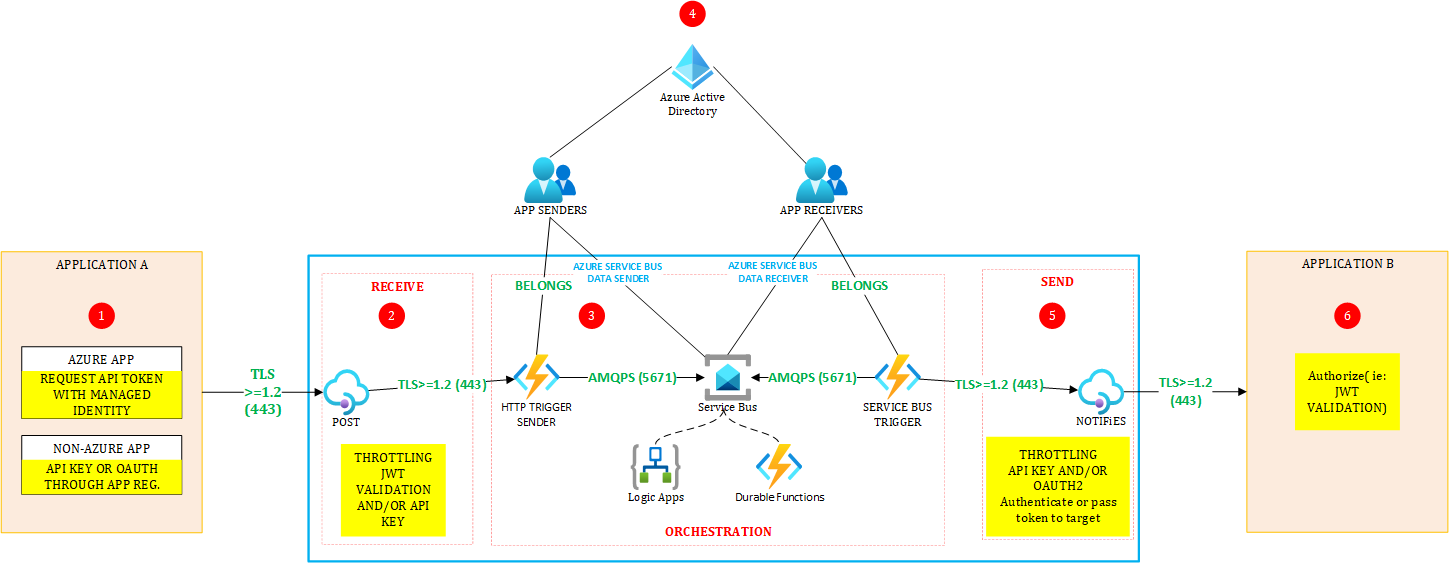 4
Azure Active
Directory
APP SENDERS
APP RECEIVERS
APPLICATION A
1
AZURE APP
REQUEST API TOKEN
WITH MANAGED
IDENTITY
NON-AZURE APP
API KEY OR OAUTH
THROUGH APP REG.
TLS
>=1.2
(443)
RECEIVE
2
POST
THROTTLING
JWT
VALIDATION
AND/OR API
KEY
TLS>=1.2 (443)
3
BELONGS
AZURE SERVICE BUS
DATA SENDER
AZURE SERVICE BUS
DATA RECEIVER
BELONGS
HTTP TRIGGER
SENDER
AMQPS (5671)
Service Bus
AMQPS (5671)
SERVICE BUS
TRIGGER
Logic Apps
Durable Functions
ORCHESTRATION
TLS>=1.2 (443)
SEND
5
NOTIFiES
THROTTLING
API KEY AND/OR
OAUTH2
Authenticate or pass
token to target
TLS>=1.2
(443)
APPLICATION B
6
Authorize( ie:
JWT
VALIDATION)